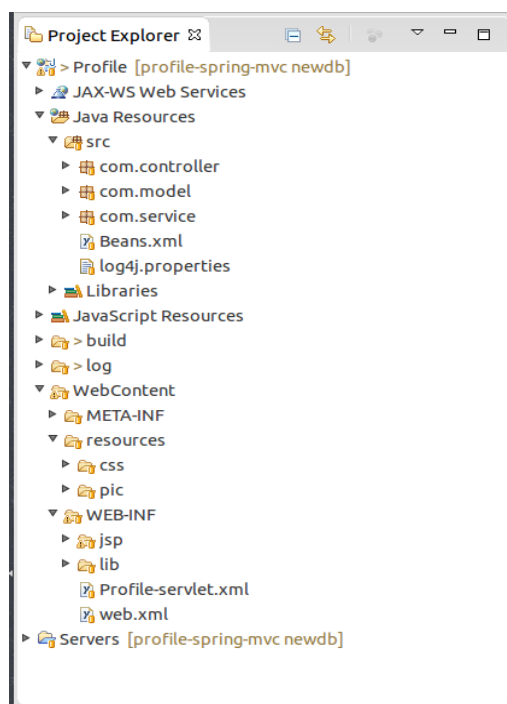 Project Explorer
> Profile [profile-spring-mvc newdb]
JAX-WS Web Services
Java Resources
src
com.controller
com.model
com.service
Beans.xml
log4j.properties
Libraries
JavaScript Resources
> build
> log
WebContent
META-INF
resources
css
pic
WEB-INF
jsp
lib
Profile-servlet.xml
web.xml
Servers [profile-spring-mvc newdb]